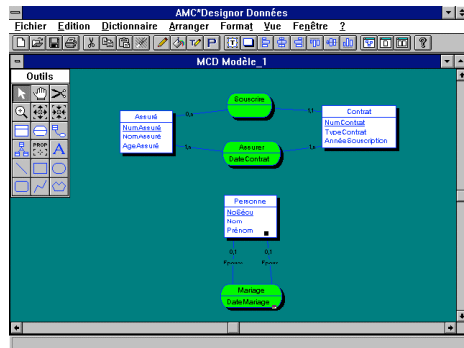 AMC*Designor Données
Fichier Edition Dictionnaire Arranger Format Vue Fenêtre ?
MCD Modèle_1
Outils
PROP
A
Souscrire
0,n
1,1
Assuré
NumAssuré
NomAssuré
AgeAssuré
Contrat
NumContrat
TypeContrat
AnnéeSouscription
1,n
1,n
Assurer
DateContrat
Personne
NoSécu
Nom
Prénom
0,1 0,1
Mariage
DateMariage